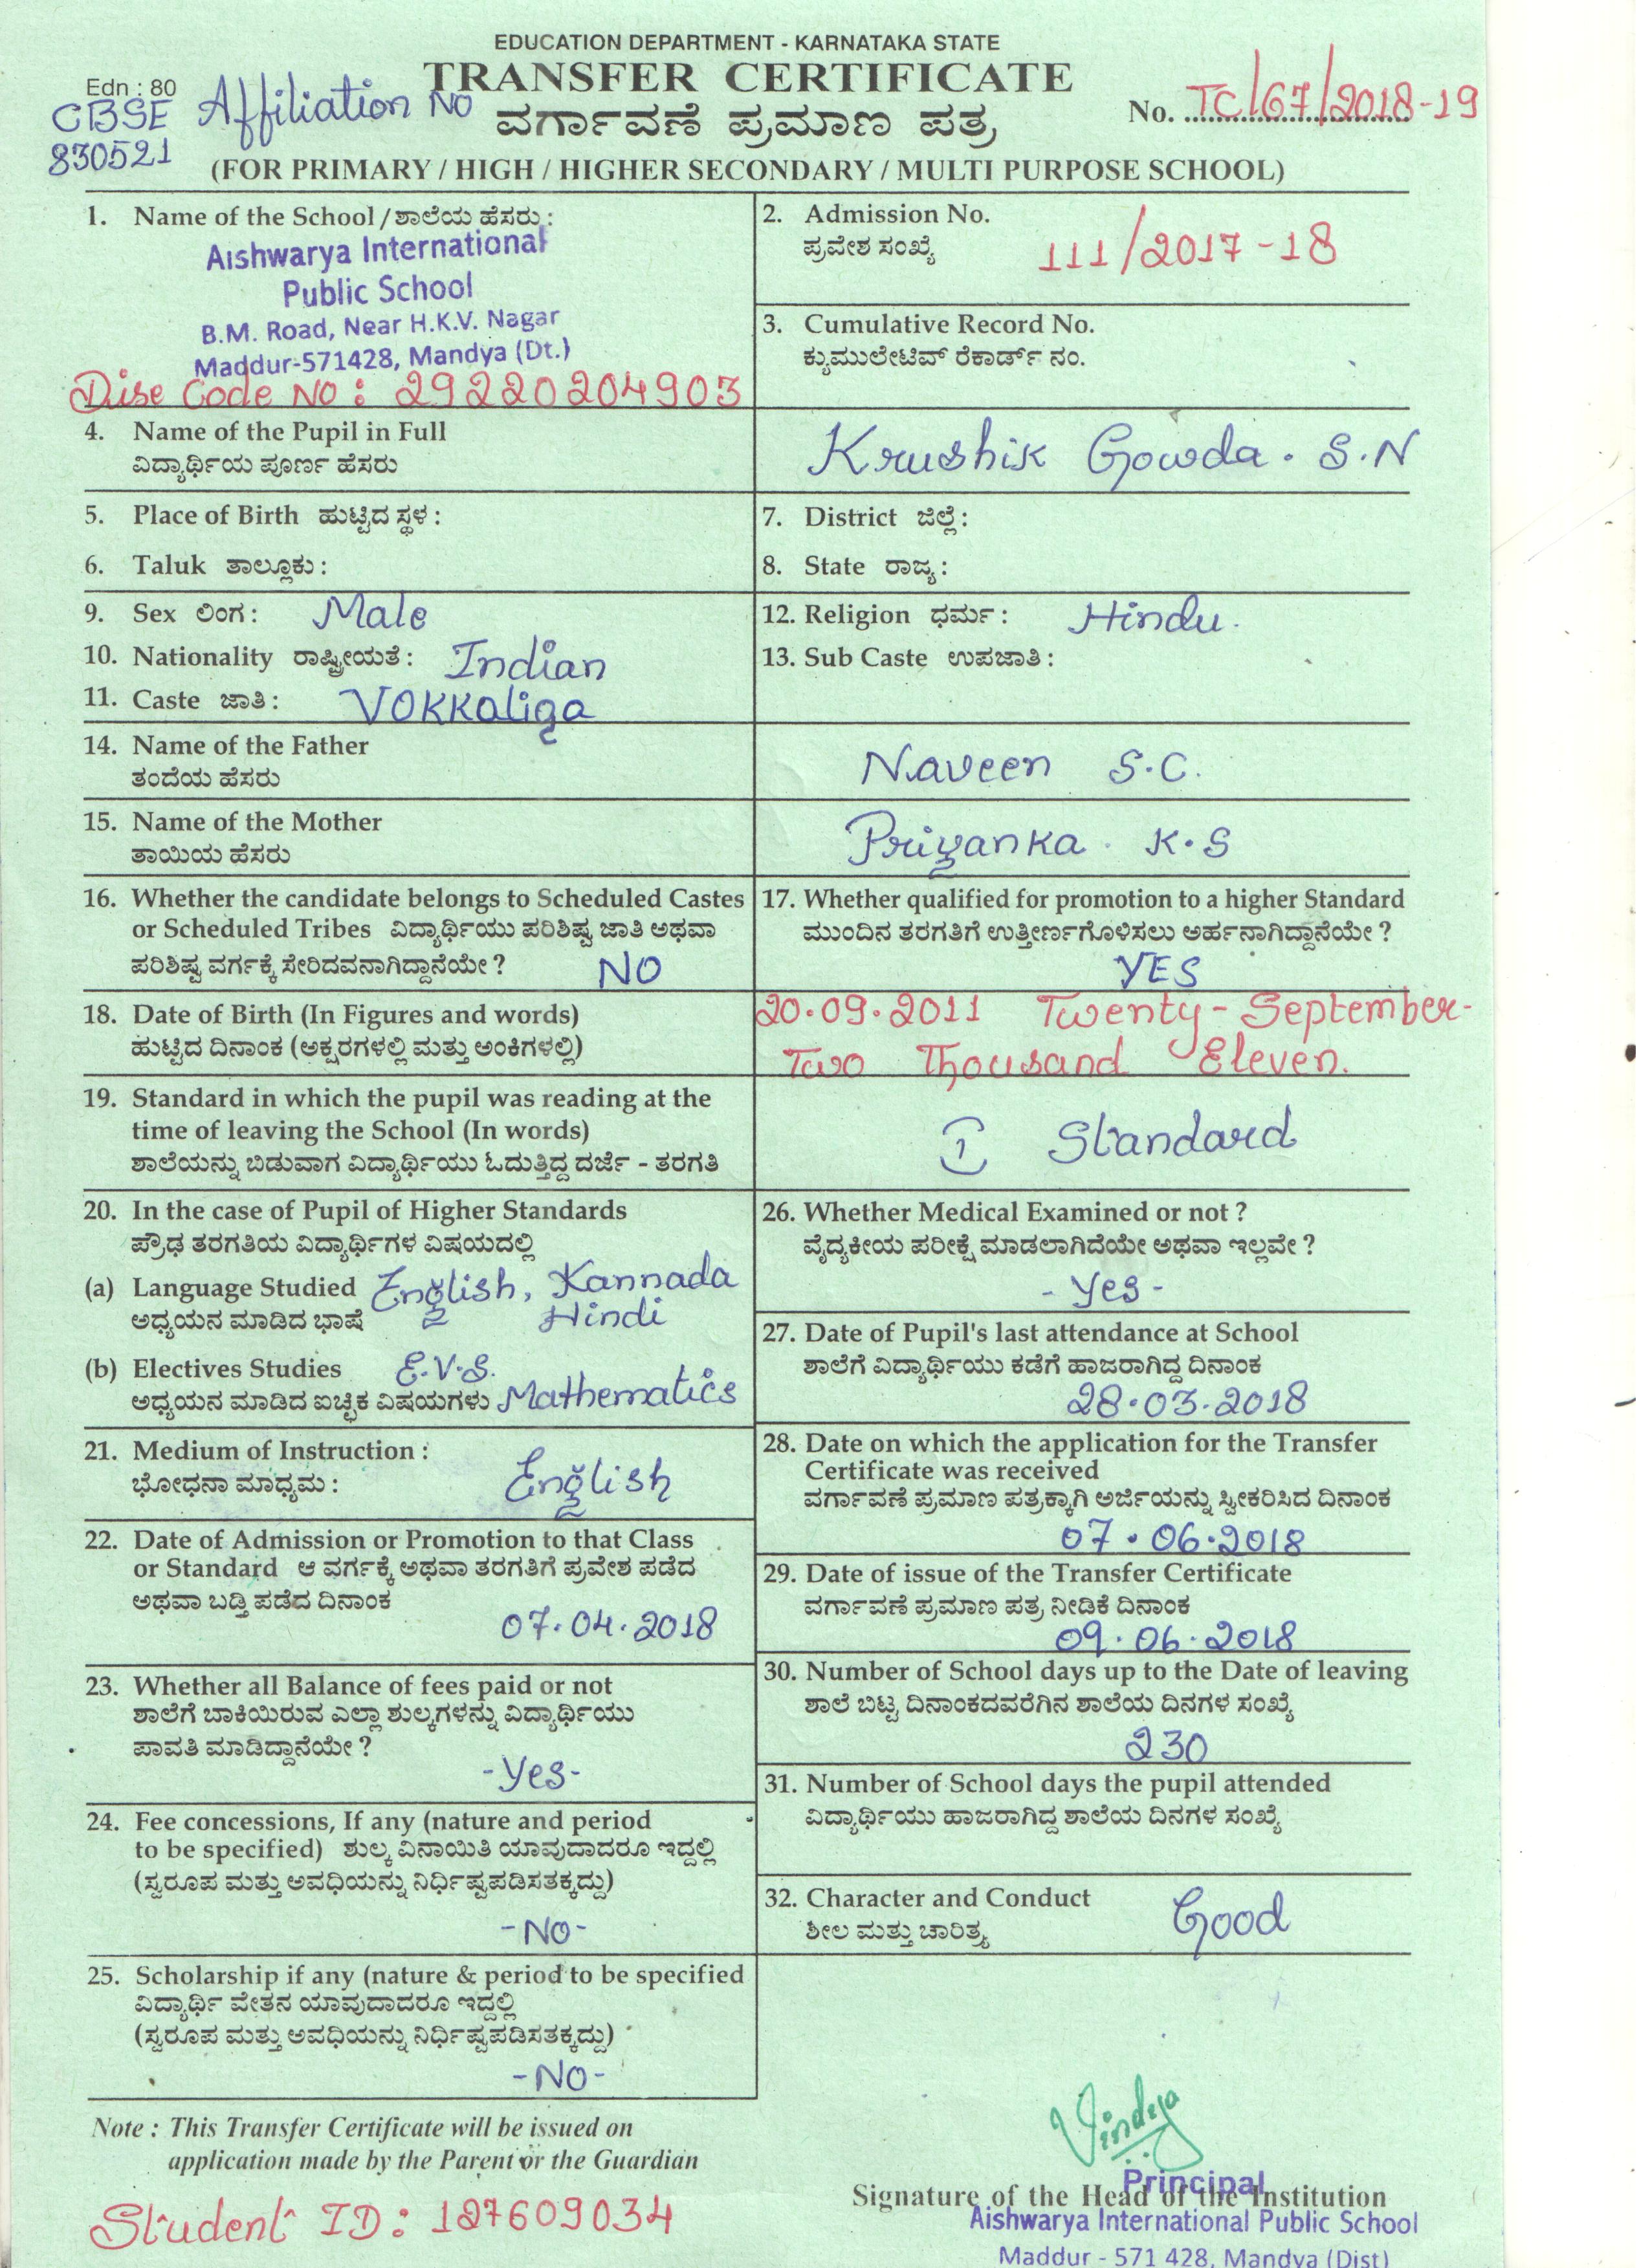 EDUCATION DEPARTMENT - KARNATAKA STATE
Edn : 80
TRANSFER CERTIFICATE
CBSE Affiliation NO
830521
ವರ್ಗಾವಣೆ ಪ್ರಮಾಣ ಪತ್ರ
No. TC/67/2018-19
(FOR PRIMARY / HIGH / HIGHER SECONDARY / MULTI PURPOSE SCHOOL)
1. Name of the School / ಶಾಲೆಯ ಹೆಸರು :
Aishwarya International
Public School
B.M. Road, Near H.K.V. Nagar
Maddur-571428, Mandya (Dt.)
Dise Code NO : 29220204903
2. Admission No.
ಪ್ರವೇಶ ಸಂಖ್ಯೆ 111/2017-18
3. Cumulative Record No.
ಕ್ಯುಮುಲೇಟಿವ್ ರೆಕಾರ್ಡ್ ನಂ.
4. Name of the Pupil in Full
ವಿದ್ಯಾರ್ಥಿಯ ಪೂರ್ಣ ಹೆಸರು
Krushik Gowda. S.N
5. Place of Birth ಹುಟ್ಟಿದ ಸ್ಥಳ :
7. District ಜಿಲ್ಲೆ :
6. Taluk ತಾಲ್ಲೂಕು :
8. State ರಾಜ್ಯ :
9. Sex ಲಿಂಗ : Male
12. Religion ಧರ್ಮ : Hindu.
10. Nationality ರಾಷ್ಟ್ರೀಯತೆ : Indian
13. Sub Caste ಉಪಜಾತಿ :
11. Caste ಜಾತಿ : Vokkaliga
14. Name of the Father
ತಂದೆಯ ಹೆಸರು
Naveen S.C.
15. Name of the Mother
ತಾಯಿಯ ಹೆಸರು
Priyanka. K.S
16. Whether the candidate belongs to Scheduled Castes
or Scheduled Tribes ವಿದ್ಯಾರ್ಥಿಯು ಪರಿಶಿಷ್ಟ ಜಾತಿ ಅಥವಾ
ಪರಿಶಿಷ್ಟ ವರ್ಗಕ್ಕೆ ಸೇರಿದವನಾಗಿದ್ದಾನೆಯೇ ? NO
17. Whether qualified for promotion to a higher Standard
ಮುಂದಿನ ತರಗತಿಗೆ ಉತ್ತೀರ್ಣಗೊಳಿಸಲು ಅರ್ಹನಾಗಿದ್ದಾನೆಯೇ ?
YES
18. Date of Birth (In Figures and words)
ಹುಟ್ಟಿದ ದಿನಾಂಕ (ಅಕ್ಷರಗಳಲ್ಲಿ ಮತ್ತು ಅಂಕಿಗಳಲ್ಲಿ)
20.09.2011 Twenty - September-
Two Thousand Eleven.
19. Standard in which the pupil was reading at the
time of leaving the School (In words)
ಶಾಲೆಯನ್ನು ಬಿಡುವಾಗ ವಿದ್ಯಾರ್ಥಿಯು ಓದುತ್ತಿದ್ದ ದರ್ಜೆ - ತರಗತಿ
I Standard
20. In the case of Pupil of Higher Standards
ಪ್ರೌಢ ತರಗತಿಯ ವಿದ್ಯಾರ್ಥಿಗಳ ವಿಷಯದಲ್ಲಿ
(a) Language Studied English, Kannada
ಅಧ್ಯಯನ ಮಾಡಿದ ಭಾಷೆ Hindi
(b) Electives Studies E.V.S.
ಅಧ್ಯಯನ ಮಾಡಿದ ಐಚ್ಛಿಕ ವಿಷಯಗಳು Mathematics
21. Medium of Instruction :
ಭೋಧನಾ ಮಾಧ್ಯಮ : English
22. Date of Admission or Promotion to that Class
or Standard ಆ ವರ್ಗಕ್ಕೆ ಅಥವಾ ತರಗತಿಗೆ ಪ್ರವೇಶ ಪಡೆದ
ಅಥವಾ ಬಡ್ತಿ ಪಡೆದ ದಿನಾಂಕ
07.04.2018
23. Whether all Balance of fees paid or not
ಶಾಲೆಗೆ ಬಾಕಿಯಿರುವ ಎಲ್ಲಾ ಶುಲ್ಕಗಳನ್ನು ವಿದ್ಯಾರ್ಥಿಯು
ಪಾವತಿ ಮಾಡಿದ್ದಾನೆಯೇ ?
-Yes-
24. Fee concessions, If any (nature and period
to be specified) ಶುಲ್ಕ ವಿನಾಯಿತಿ ಯಾವುದಾದರೂ ಇದ್ದಲ್ಲಿ
(ಸ್ವರೂಪ ಮತ್ತು ಅವಧಿಯನ್ನು ನಿರ್ಧಿಷ್ಟಪಡಿಸತಕ್ಕದ್ದು)
-NO-
25. Scholarship if any (nature & period to be specified
ವಿದ್ಯಾರ್ಥಿ ವೇತನ ಯಾವುದಾದರೂ ಇದ್ದಲ್ಲಿ
(ಸ್ವರೂಪ ಮತ್ತು ಅವಧಿಯನ್ನು ನಿರ್ಧಿಷ್ಟಪಡಿಸತಕ್ಕದ್ದು)
-NO-
26. Whether Medical Examined or not ?
ವೈದ್ಯಕೀಯ ಪರೀಕ್ಷೆ ಮಾಡಲಾಗಿದೆಯೇ ಅಥವಾ ಇಲ್ಲವೇ ?
- Yes -
27. Date of Pupil's last attendance at School
ಶಾಲೆಗೆ ವಿದ್ಯಾರ್ಥಿಯು ಕಡೆಗೆ ಹಾಜರಾಗಿದ್ದ ದಿನಾಂಕ
28.03.2018
28. Date on which the application for the Transfer
Certificate was received
ವರ್ಗಾವಣೆ ಪ್ರಮಾಣ ಪತ್ರಕ್ಕಾಗಿ ಅರ್ಜಿಯನ್ನು ಸ್ವೀಕರಿಸಿದ ದಿನಾಂಕ
07.06.2018
29. Date of issue of the Transfer Certificate
ವರ್ಗಾವಣೆ ಪ್ರಮಾಣ ಪತ್ರ ನೀಡಿಕೆ ದಿನಾಂಕ
09.06.2018
30. Number of School days up to the Date of leaving
ಶಾಲೆ ಬಿಟ್ಟ ದಿನಾಂಕದವರೆಗಿನ ಶಾಲೆಯ ದಿನಗಳ ಸಂಖ್ಯೆ
230
31. Number of School days the pupil attended
ವಿದ್ಯಾರ್ಥಿಯು ಹಾಜರಾಗಿದ್ದ ಶಾಲೆಯ ದಿನಗಳ ಸಂಖ್ಯೆ
32. Character and Conduct
ಶೀಲ ಮತ್ತು ಚಾರಿತ್ರ್ಯ Good
Note : This Transfer Certificate will be issued on
application made by the Parent or the Guardian
Student ID : 127609034
Vindya
Principal
Signature of the Head of the Institution
Aishwarya International Public School
Maddur - 571 428, Mandya (Dist)